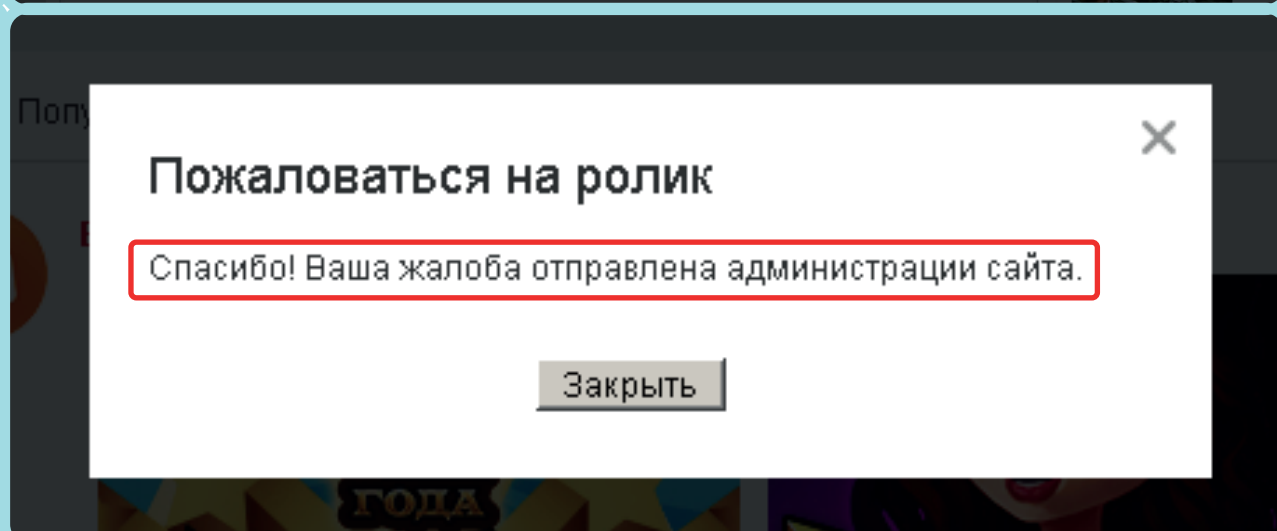 Попу
Пожаловаться на ролик
Спасибо! Ваша жалоба отправлена администрации сайта.
Закрыть
ГОДА